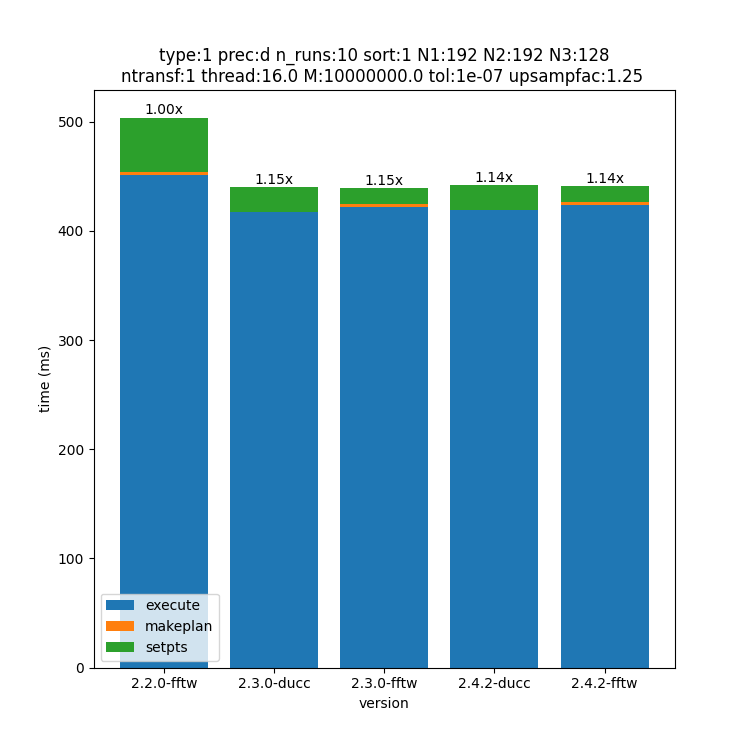 type:1 prec:d n_runs:10 sort:1 N1:192 N2:192 N3:128
ntransf:1 thread:16.0 M:10000000.0 tol:1e-07 upsampfac:1.25
1.00x
1.15x
1.15x
1.14x
1.14x
500
400
300
200
100
0
time (ms)
execute
makeplan
setpts
2.2.0-fftw
2.3.0-ducc
2.3.0-fftw
2.4.2-ducc
2.4.2-fftw
version